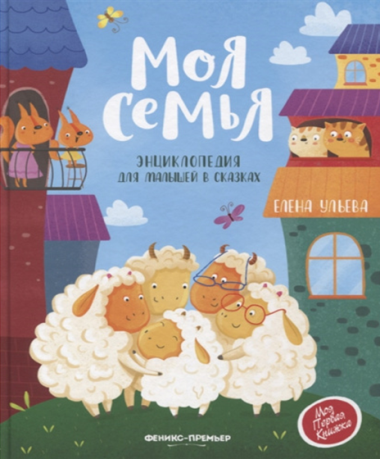 Моя
семья
энциклопедия
для малышей в сказках
Елена Ульева
Моя
Первая
Книжка
ФЕНИКС-ПРЕМЬЕР